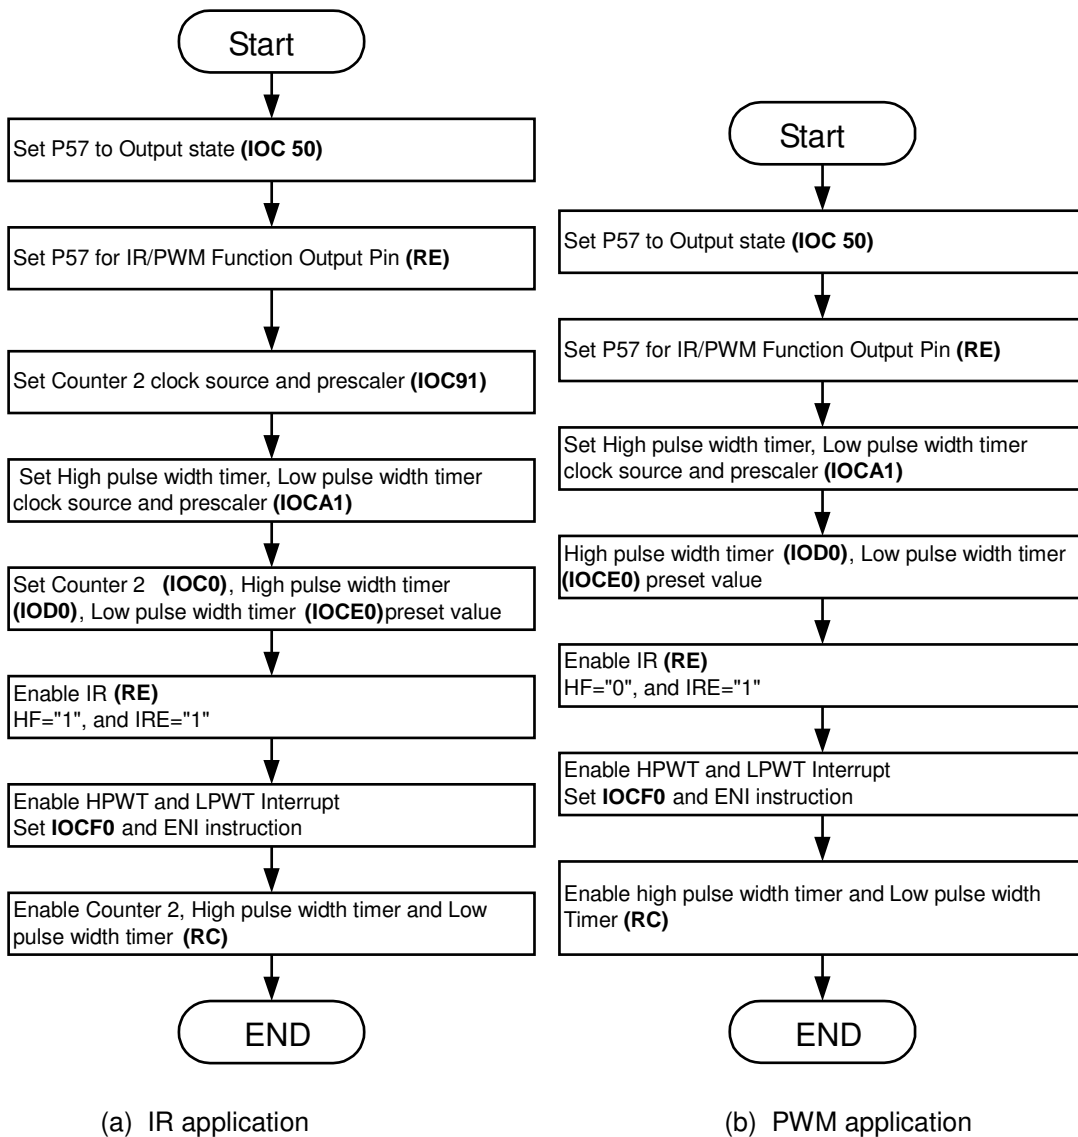 Start
Set P57 to Output state (IOC 50)
Set P57 for IR/PWM Function Output Pin (RE)
Set Counter 2 clock source and prescaler (IOC91)
Set High pulse width timer, Low pulse width timer
clock source and prescaler (IOCA1)
Set Counter 2 (IOC0), High pulse width timer
(IOD0), Low pulse width timer (IOCE0)preset value
Enable IR (RE)
HF="1", and IRE="1"
Enable HPWT and LPWT Interrupt
Set IOCF0 and ENI instruction
Enable Counter 2, High pulse width timer and Low
pulse width timer (RC)
END
(a) IR application
Start
Set P57 to Output state (IOC 50)
Set P57 for IR/PWM Function Output Pin (RE)
Set High pulse width timer, Low pulse width timer
clock source and prescaler (IOCA1)
High pulse width timer (IOD0), Low pulse width timer
(IOCE0) preset value
Enable IR (RE)
HF="0", and IRE="1"
Enable HPWT and LPWT Interrupt
Set IOCF0 and ENI instruction
Enable high pulse width timer and Low pulse width
Timer (RC)
END
(b) PWM application